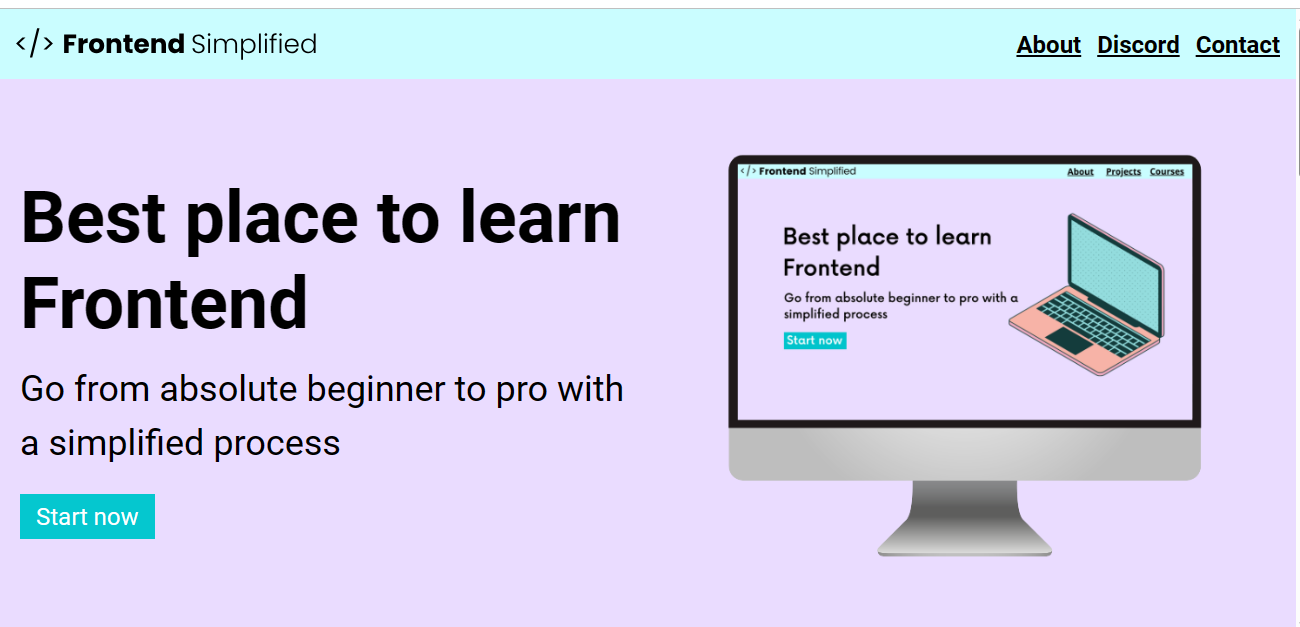 </> Frontend Simplified
About Discord Contact
Best place to learn
Frontend
Go from absolute beginner to pro with
a simplified process
Start now
</> Frontend Simplified
About Projects Courses
Best place to learn
Frontend
Go from absolute beginner to pro with a
simplified process
Start now